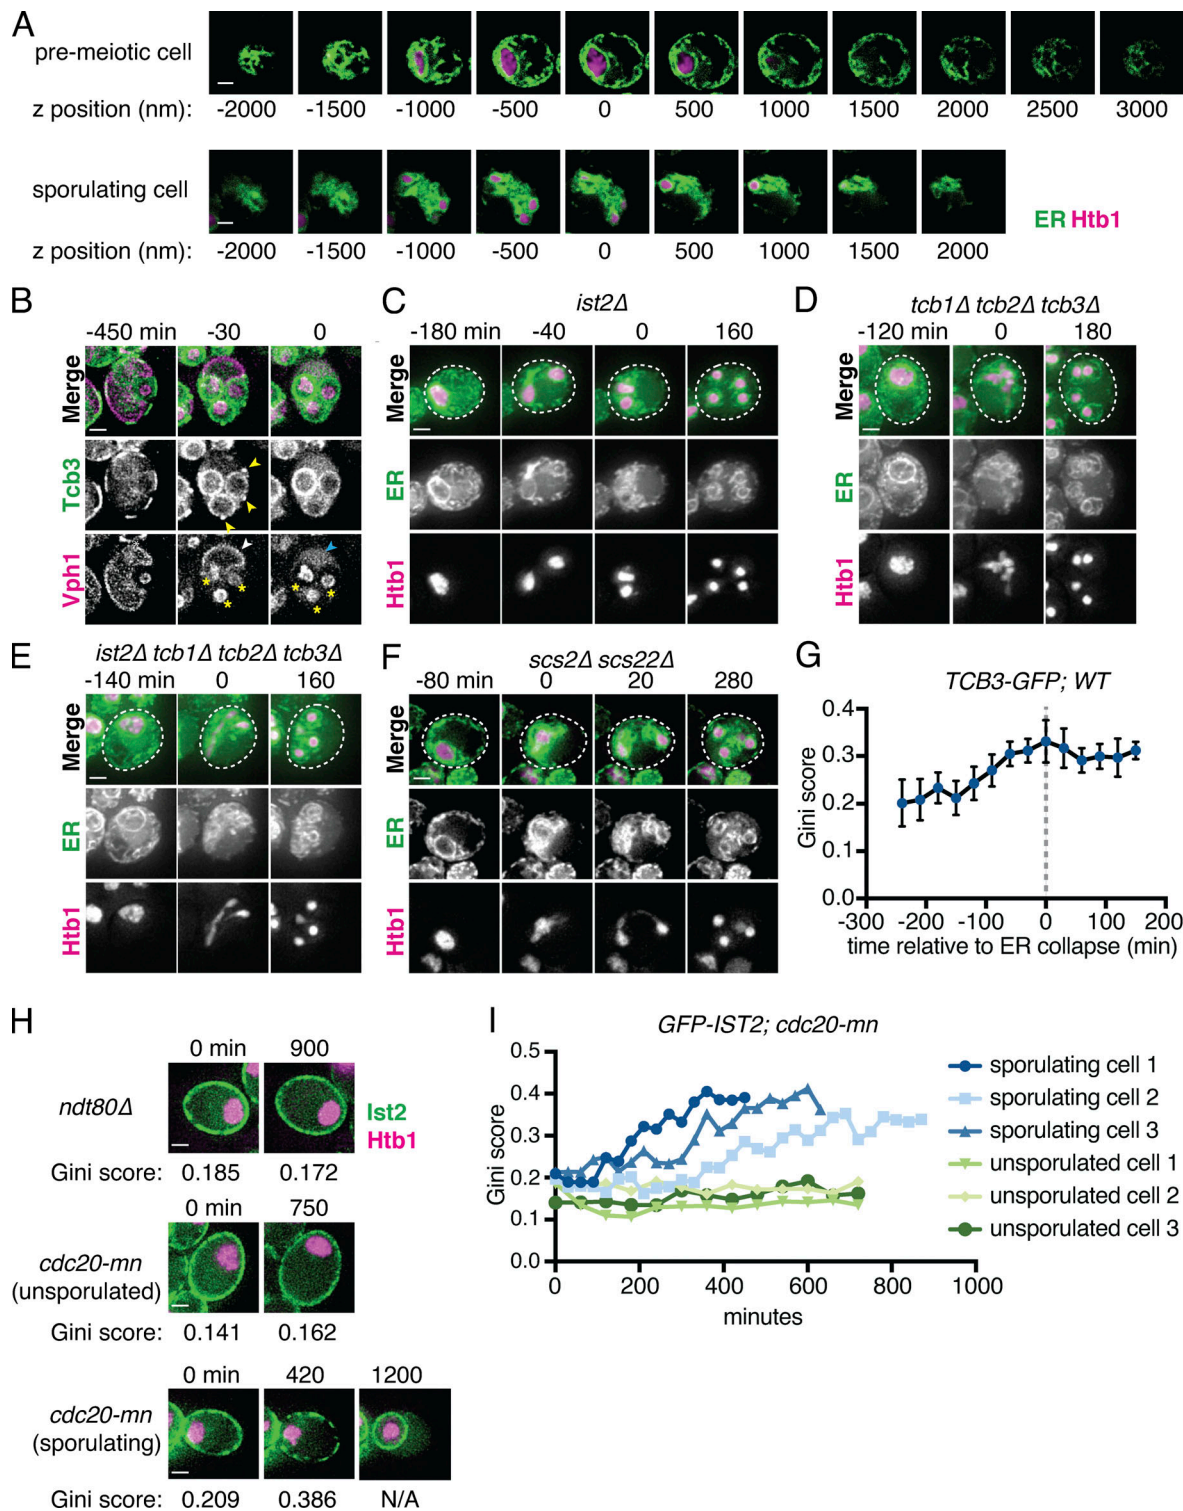 A
pre-meiotic cell
z position (nm): -2000 -1500 -1000 -500 0 500 1000 1500 2000 2500 3000
sporulating cell
ER Htb1
z position (nm): -2000 -1500 -1000 -500 0 500 1000 1500 2000
B
-450 min -30 0
Merge
Tcb3
Vph1
* * *
* * * *
C
ist2Δ
-180 min -40 0 160
Merge
ER
Htb1
D
tcb1Δ tcb2Δ tcb3Δ
-120 min 0 180
Merge
ER
Htb1
E
ist2Δ tcb1Δ tcb2Δ tcb3Δ
-140 min 0 160
Merge
ER
Htb1
F
scs2Δ scs22Δ
-80 min 0 20 280
Merge
ER
Htb1
G
TCB3-GFP; WT
Gini score
0.4
0.3
0.2
0.1
0.0
-300 -200 -100 0 100 200
time relative to ER collapse (min)
H
0 min 900
ndt80Δ
Ist2
Htb1
Gini score: 0.185 0.172
0 min 750
cdc20-mn
(unsporulated)
Gini score: 0.141 0.162
0 min 420 1200
cdc20-mn
(sporulating)
Gini score: 0.209 0.386 N/A
I
GFP-IST2; cdc20-mn
Gini score
0.5
0.4
0.3
0.2
0.1
0.0
0 200 400 600 800 1000
minutes
sporulating cell 1
sporulating cell 2
sporulating cell 3
unsporulated cell 1
unsporulated cell 2
unsporulated cell 3